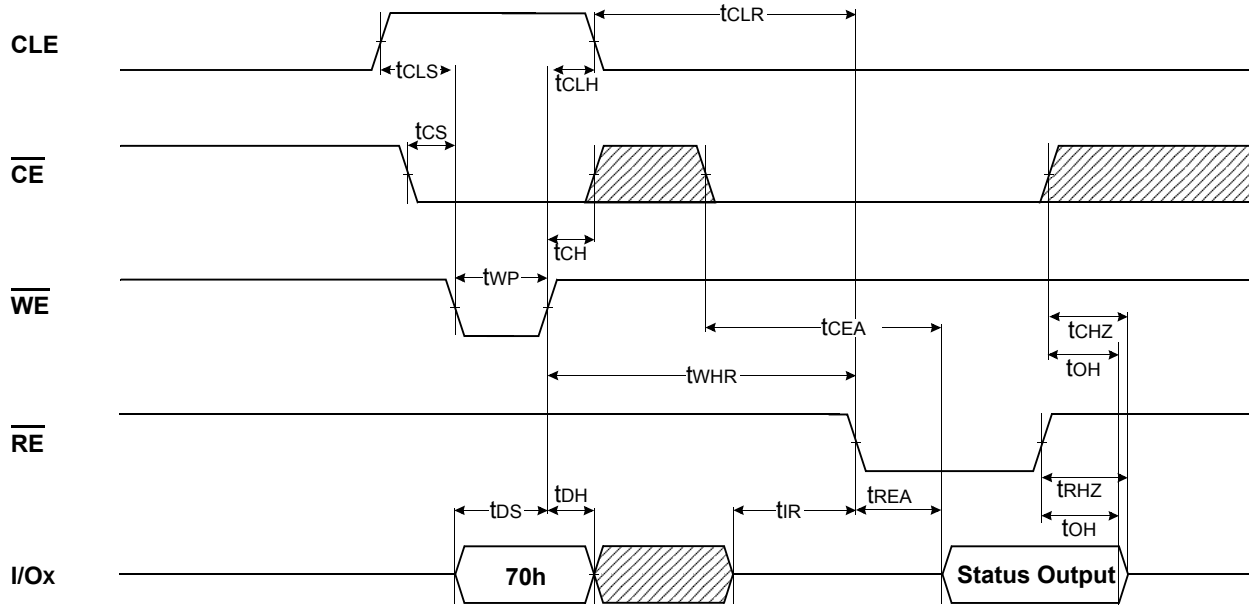 tCLR
CLE
tCLS
tCLH
tCS
CE
tCH
tWP
WE
tCEA
tCHZ
tOH
tWHR
RE
tRHZ
tDH
tDS
tIR
tREA
tOH
I/Ox
70h
Status Output